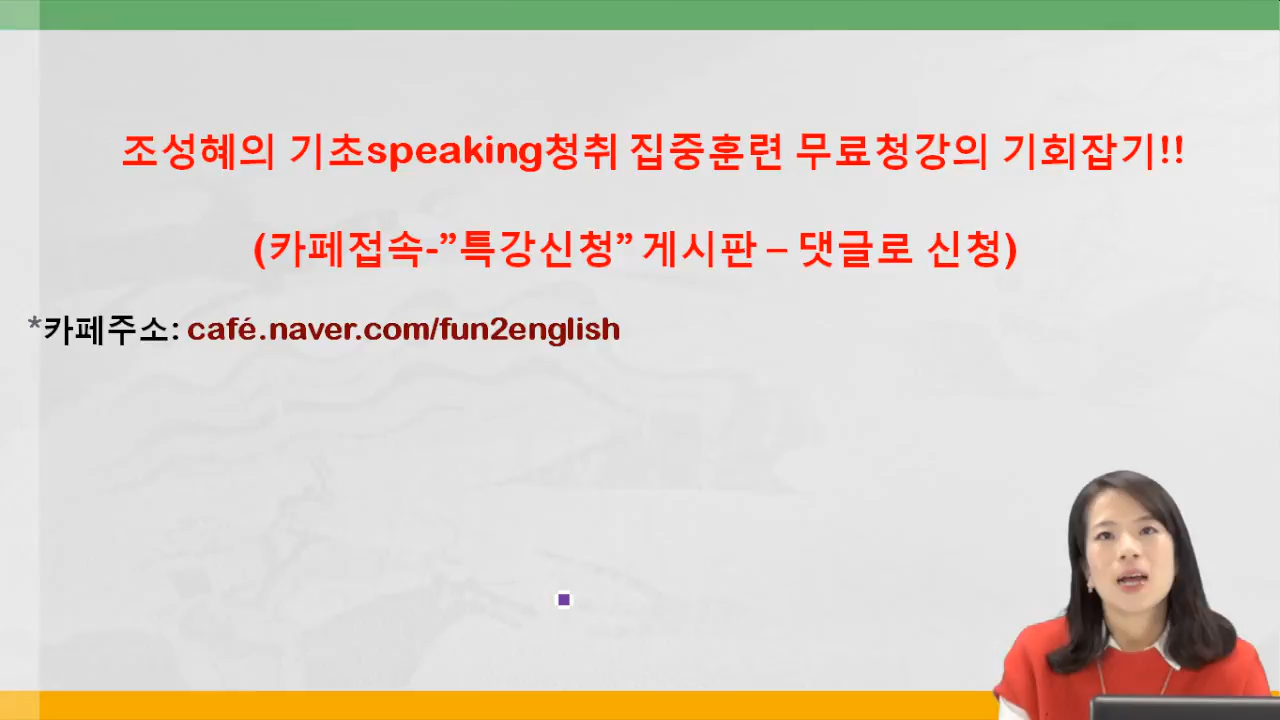 조성혜의 기초speaking청취 집중훈련 무료청강의 기회잡기!!
(카페접속-”특강신청” 게시판 – 댓글로 신청)
*카페주소: café.naver.com/fun2english